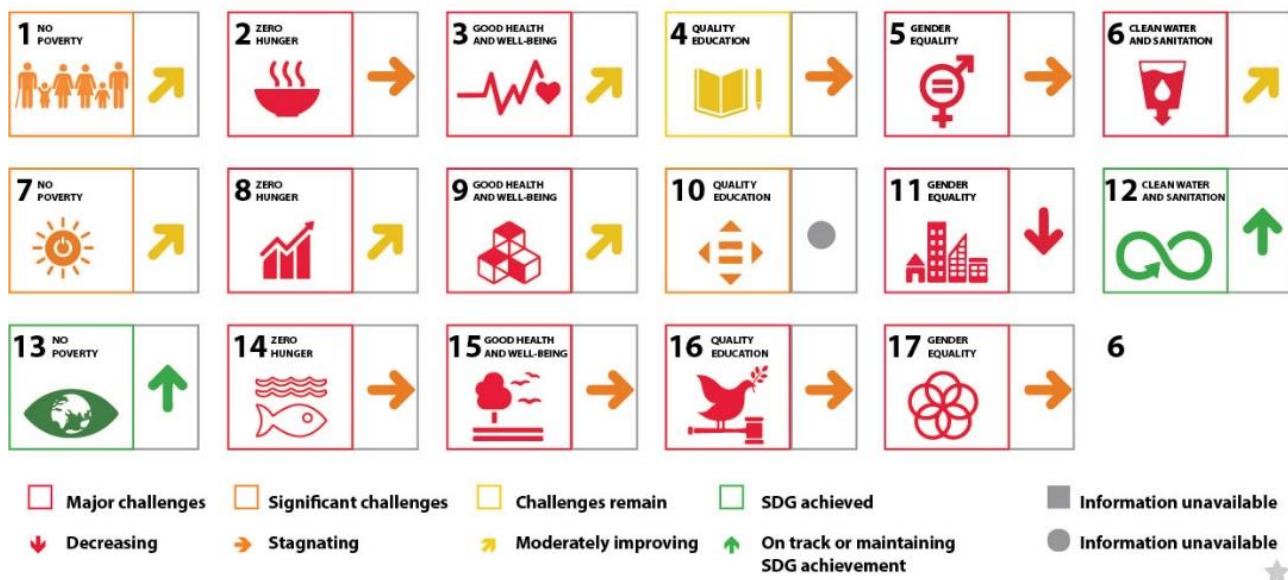 1 NO POVERTY
2 ZERO HUNGER
3 GOOD HEALTH AND WELL-BEING
4 QUALITY EDUCATION
5 GENDER EQUALITY
6 CLEAN WATER AND SANITATION
7 NO POVERTY
8 ZERO HUNGER
9 GOOD HEALTH AND WELL-BEING
10 QUALITY EDUCATION
11 GENDER EQUALITY
12 CLEAN WATER AND SANITATION
13 NO POVERTY
14 ZERO HUNGER
15 GOOD HEALTH AND WELL-BEING
16 QUALITY EDUCATION
17 GENDER EQUALITY
6
Major challenges
Significant challenges
Challenges remain
SDG achieved
Information unavailable
Decreasing
Stagnating
Moderately improving
On track or maintaining
SDG achievement
Information unavailable